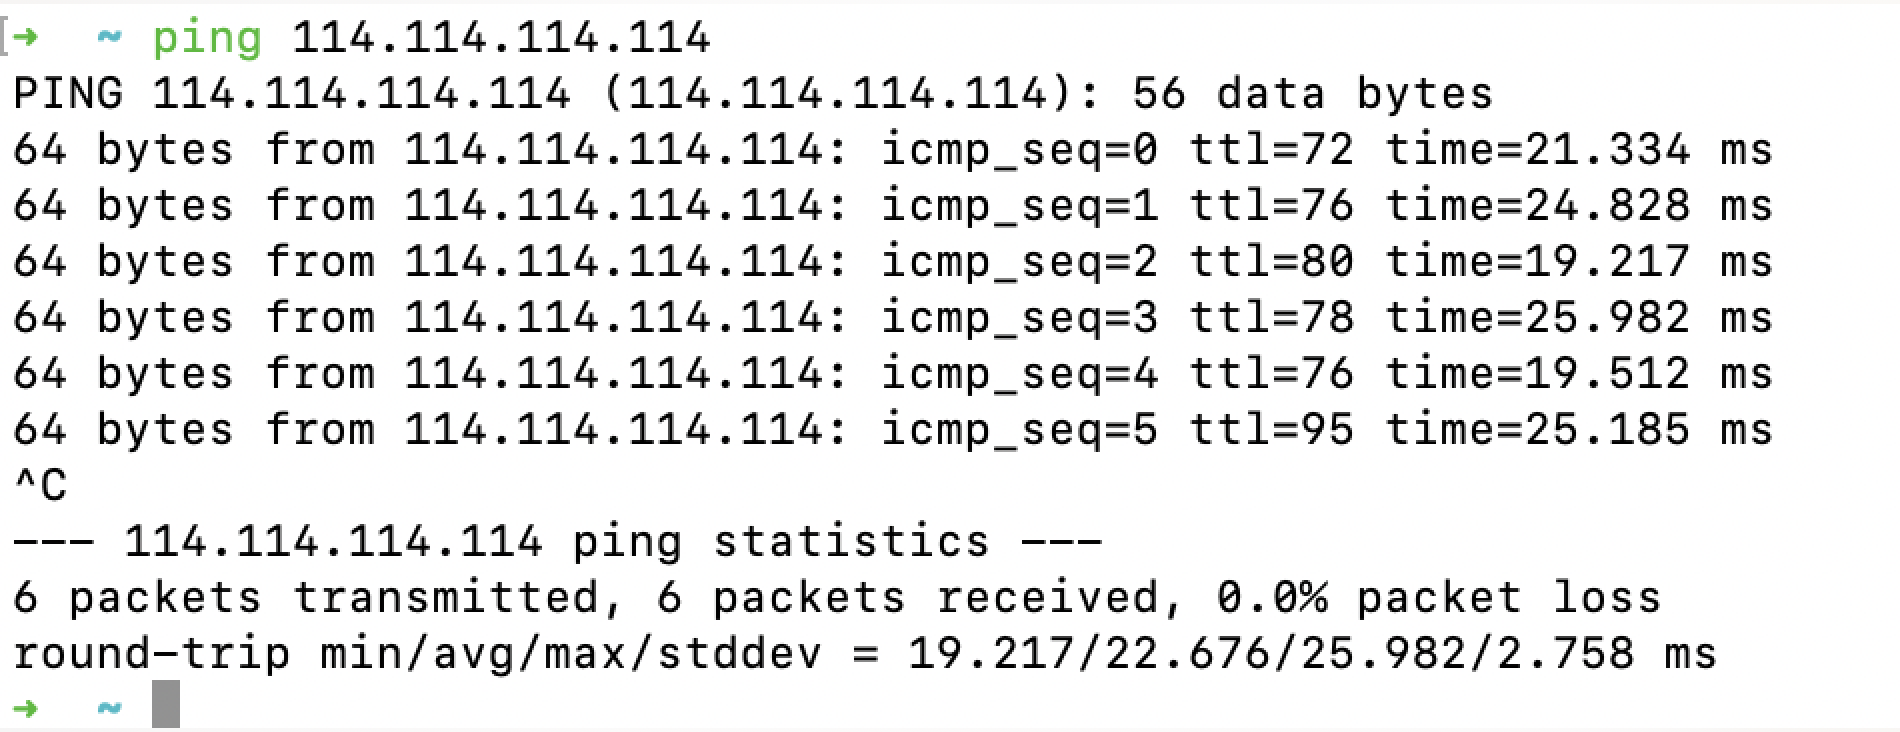 ➜  ~ ping 114.114.114.114
PING 114.114.114.114 (114.114.114.114): 56 data bytes
64 bytes from 114.114.114.114: icmp_seq=0 ttl=72 time=21.334 ms
64 bytes from 114.114.114.114: icmp_seq=1 ttl=76 time=24.828 ms
64 bytes from 114.114.114.114: icmp_seq=2 ttl=80 time=19.217 ms
64 bytes from 114.114.114.114: icmp_seq=3 ttl=78 time=25.982 ms
64 bytes from 114.114.114.114: icmp_seq=4 ttl=76 time=19.512 ms
64 bytes from 114.114.114.114: icmp_seq=5 ttl=95 time=25.185 ms
^C
--- 114.114.114.114 ping statistics ---
6 packets transmitted, 6 packets received, 0.0% packet loss
round-trip min/avg/max/stddev = 19.217/22.676/25.982/2.758 ms
➜  ~